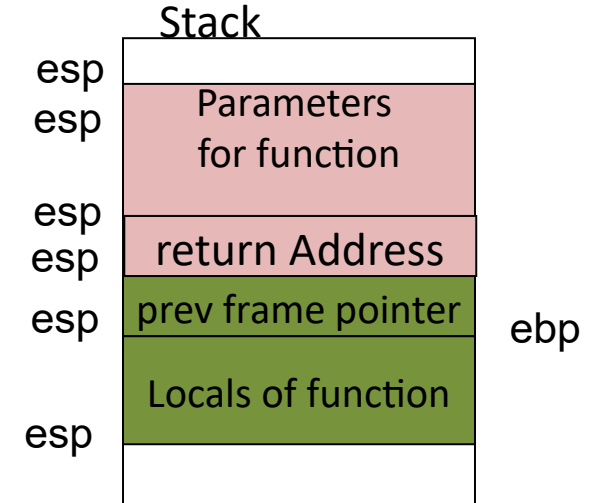 Stack
esp
esp
Parameters
for function
esp
esp
return Address
esp
prev frame pointer
ebp
Locals of function
esp